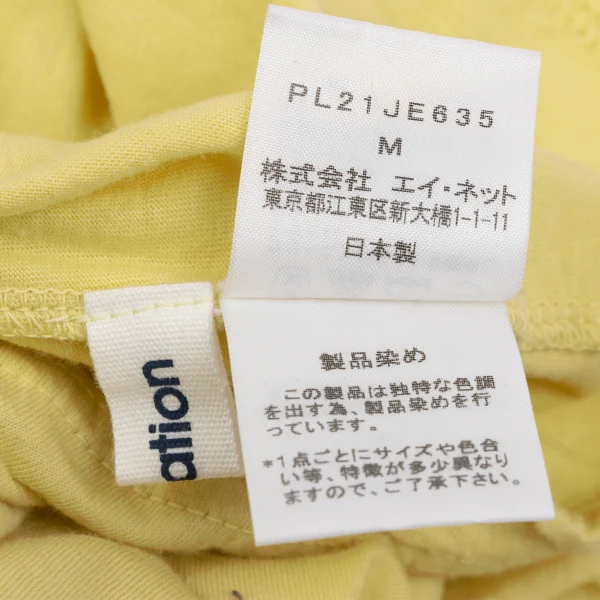 PL21JE635
M
株式会社 エイ・ネット
東京都江東区新大橋1-1-11
日本製
製品染め
この製品は独特な色調
を出す為、製品染めを行
っています。
*1点ごとにサイズや色合
い等、特徴が多少異なり
ますので、ご了承下さい。
ation